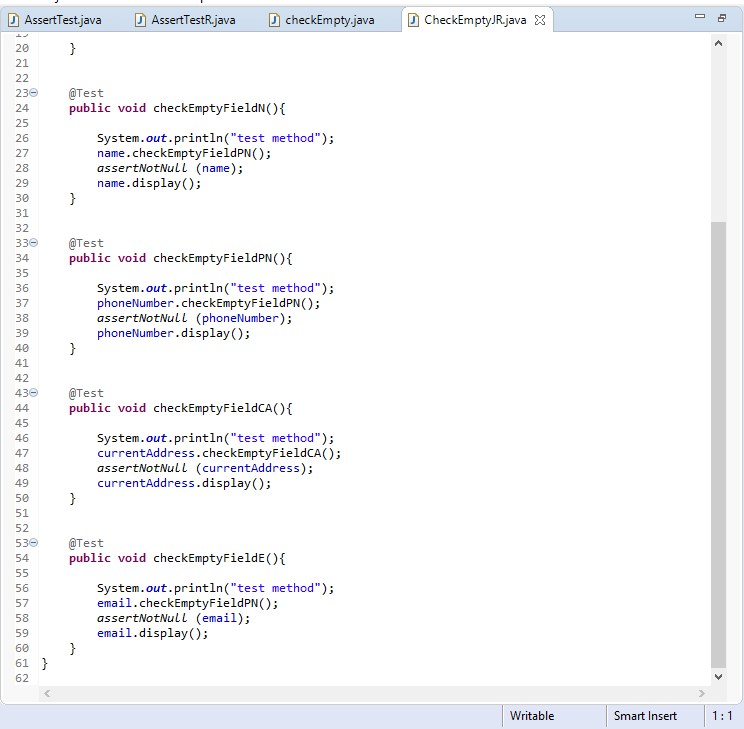 AssertTest.java AssertTestR.java checkEmpty.java CheckEmptyJR.java
20 }
21
22
23 @Test
24 public void checkEmptyFieldN(){
25
26 System.out.println("test method");
27 name.checkEmptyFieldPN();
28 assertNotNull (name);
29 name.display();
30 }
31
32
33 @Test
34 public void checkEmptyFieldPN(){
35
36 System.out.println("test method");
37 phoneNumber.checkEmptyFieldPN();
38 assertNotNull (phoneNumber);
39 phoneNumber.display();
40 }
41
42
43 @Test
44 public void checkEmptyFieldCA(){
45
46 System.out.println("test method");
47 currentAddress.checkEmptyFieldCA();
48 assertNotNull (currentAddress);
49 currentAddress.display();
50 }
51
52
53 @Test
54 public void checkEmptyFieldE(){
55
56 System.out.println("test method");
57 email.checkEmptyFieldPN();
58 assertNotNull (email);
59 email.display();
60 }
61 }
62
Writable Smart Insert 1 : 1